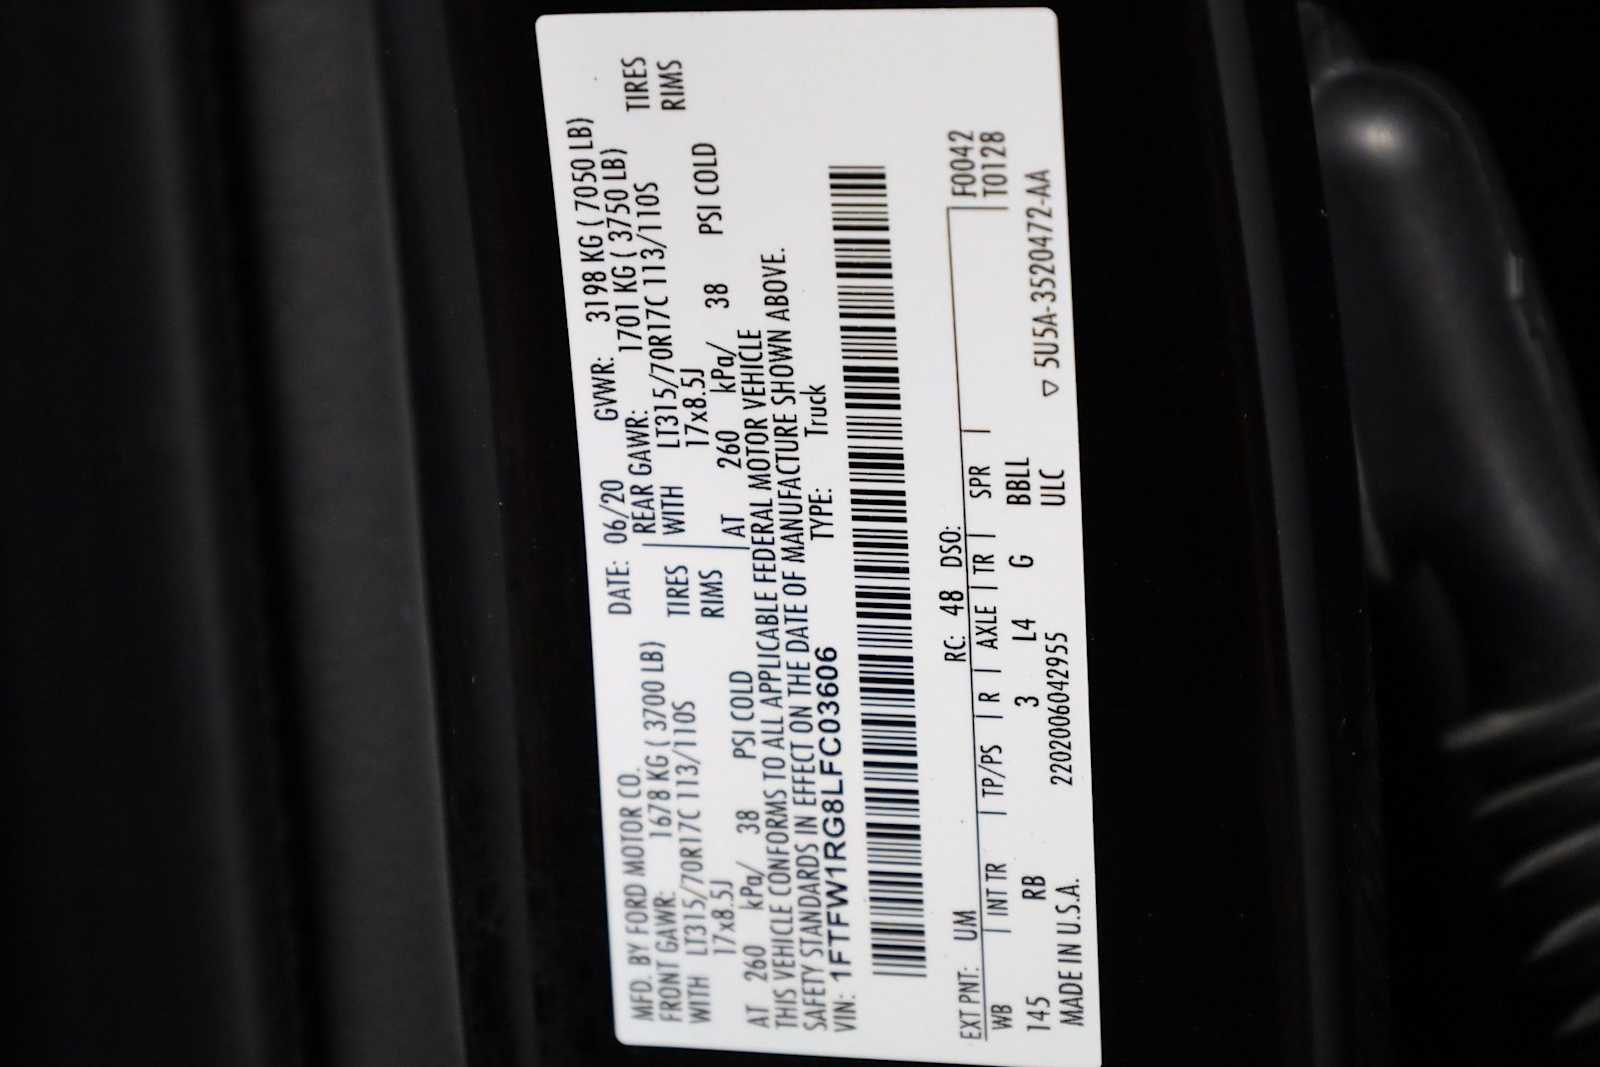 MFD. BY FORD MOTOR CO.
DATE: 06/20 GVWR: 3198 KG ( 7050 LB)
FRONT GAWR: 1678 KG ( 3700 LB)
REAR GAWR: 1701 KG ( 3750 LB)
WITH LT315/70R17C 113/110S TIRES
WITH LT315/70R17C 113/110S TIRES
17x8.5J RIMS
17x8.5J RIMS
AT 260 kPa/ 38 PSI COLD
AT 260 kPa/ 38 PSI COLD
THIS VEHICLE CONFORMS TO ALL APPLICABLE FEDERAL MOTOR VEHICLE
SAFETY STANDARDS IN EFFECT ON THE DATE OF MANUFACTURE SHOWN ABOVE.
VIN: 1FTFW1RG8LFC03606 TYPE: Truck
F0042
T0128
EXT PNT: UM RC: 48 DSO:
WB INT TR TP/PS R AXLE TR SPR
145 RB 3 L4 G BBLL
MADE IN U.S.A. 2202006042955 ULC
5U5A-3520472-AA